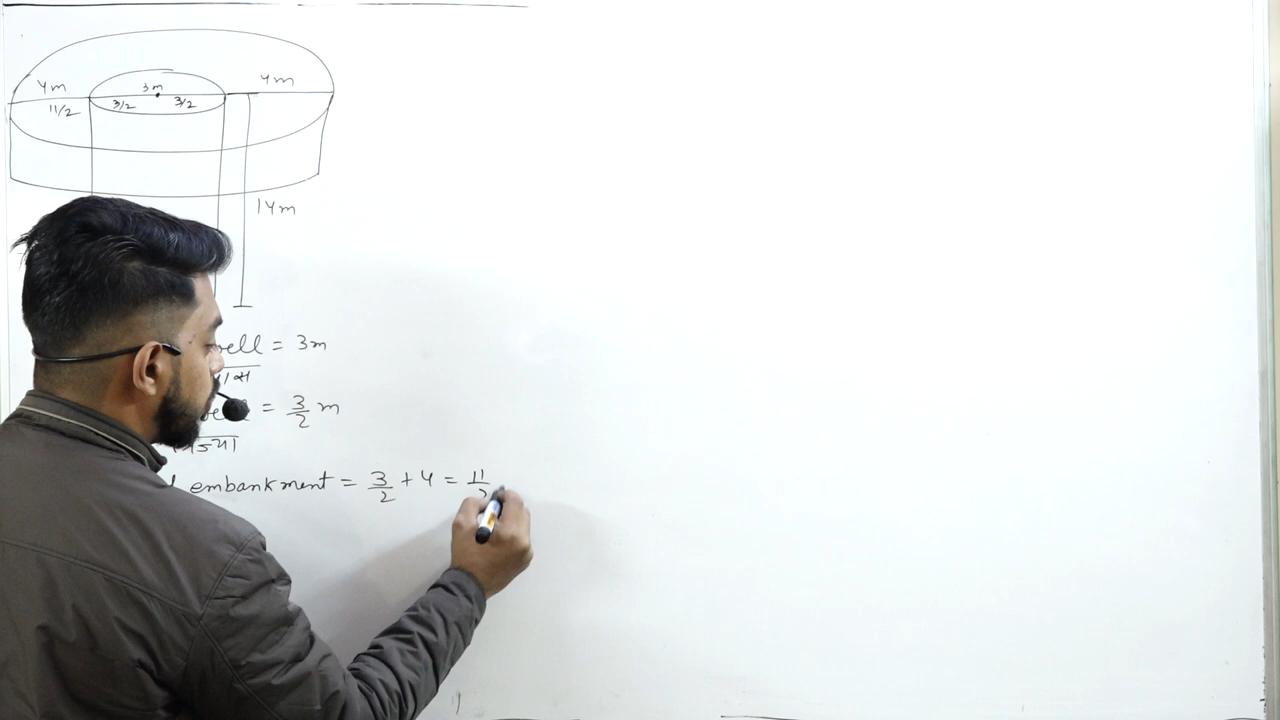 4m 3m 4m
11/2 3/2 3/2
14m
= 3m
= 3/2 m
embankment = 3/2 + 4 = 11/2